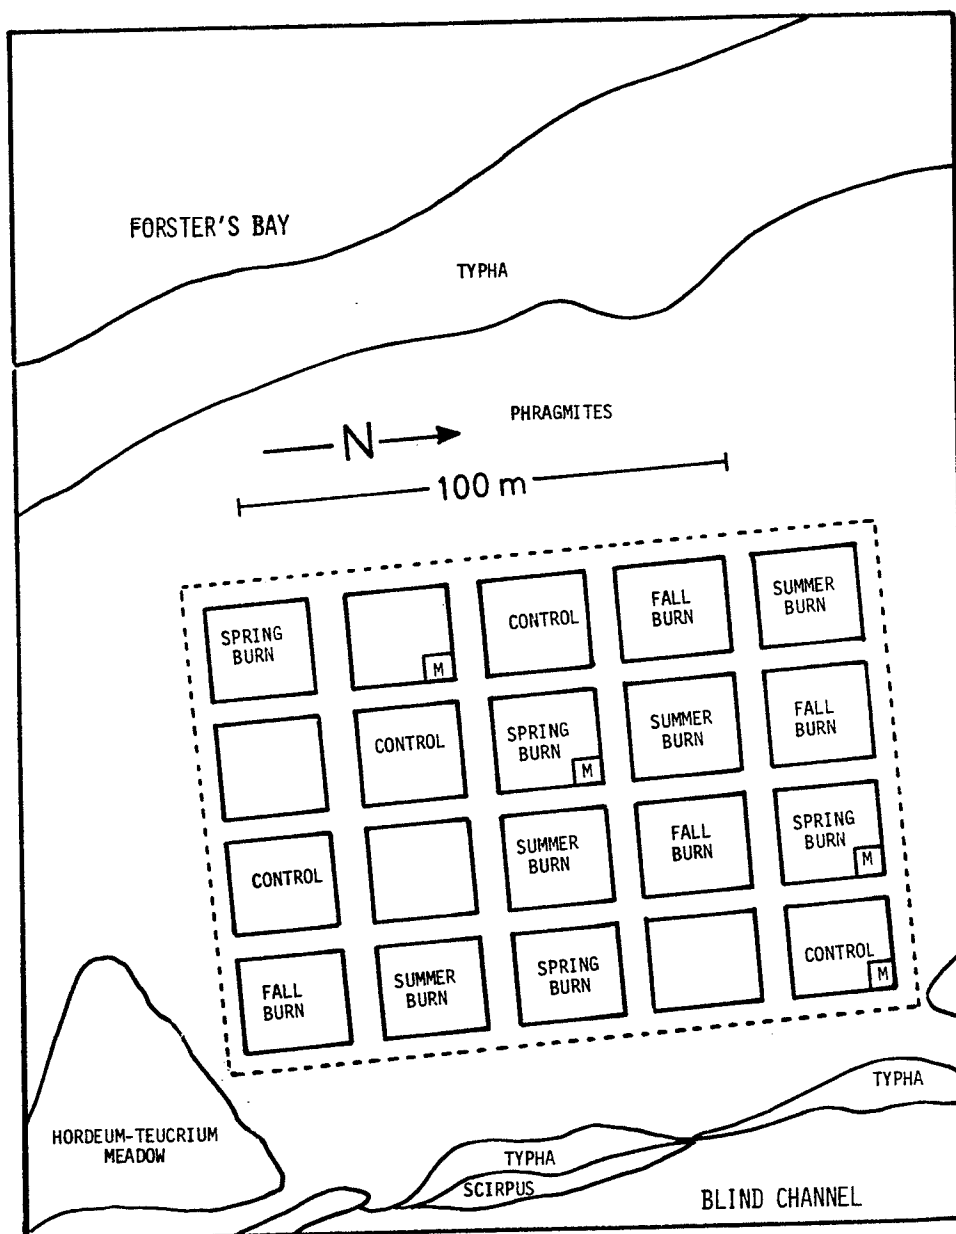 FORSTER'S BAY
TYPHA
PHRAGMITES
N
100 m
SPRING
BURN
M
CONTROL
FALL
BURN
SUMMER
BURN
CONTROL
SPRING
BURN
M
SUMMER
BURN
FALL
BURN
CONTROL
SUMMER
BURN
FALL
BURN
SPRING
BURN
M
FALL
BURN
SUMMER
BURN
SPRING
BURN
CONTROL
M
HORDEUM-TEUCRIUM
MEADOW
TYPHA
TYPHA
SCIRPUS
BLIND CHANNEL